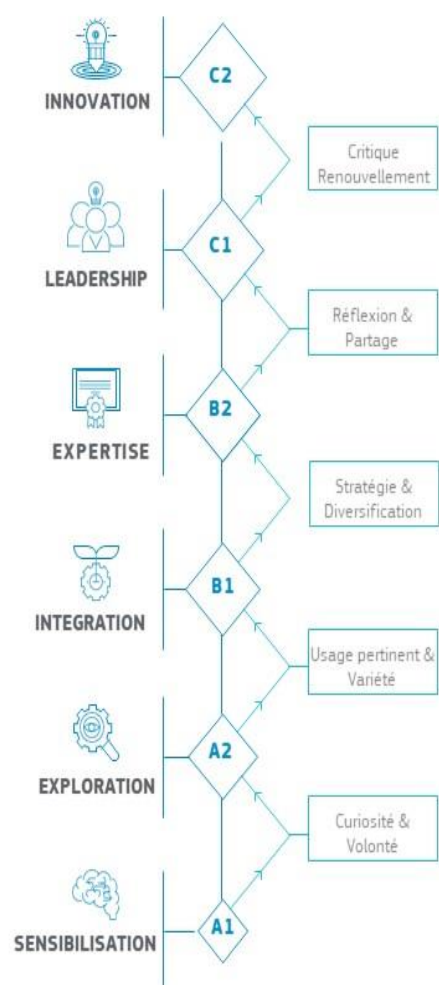 C2
INNOVATION
Critique
Renouvellement
C1
LEADERSHIP
Réflexion &
Partage
B2
EXPERTISE
Stratégie &
Diversification
B1
INTEGRATION
Usage pertinent &
Variété
A2
EXPLORATION
Curiosité &
Volonté
A1
SENSIBILISATION